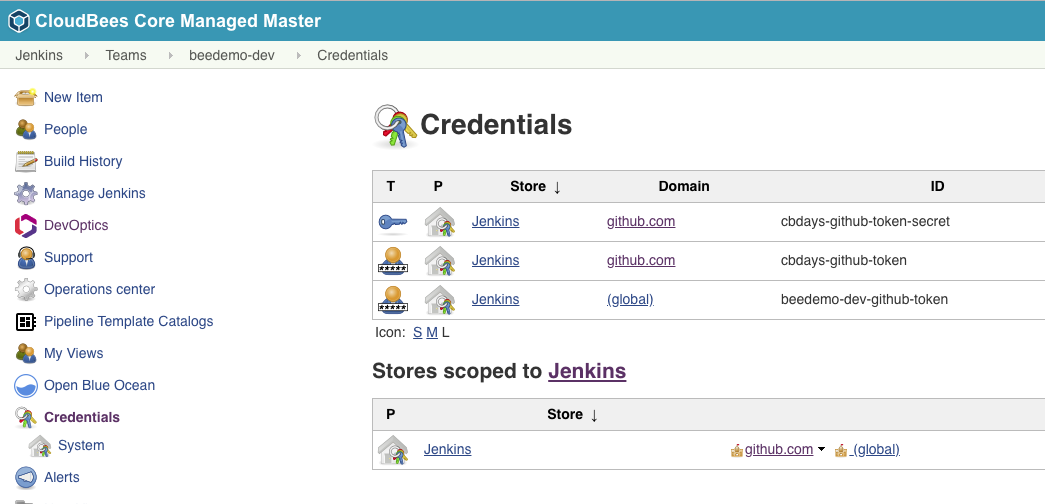 CloudBees Core Managed Master
Jenkins Teams beedemo-dev Credentials
New Item
People
Build History
Manage Jenkins
DevOptics
Support
Operations center
Pipeline Template Catalogs
My Views
Open Blue Ocean
Credentials
System
Alerts
Credentials
T P Store ↓ Domain ID
Jenkins github.com cbdays-github-token-secret
Jenkins github.com cbdays-github-token
Jenkins (global) beedemo-dev-github-token
Icon: S M L
Stores scoped to Jenkins
P Store ↓
Jenkins github.com (global)